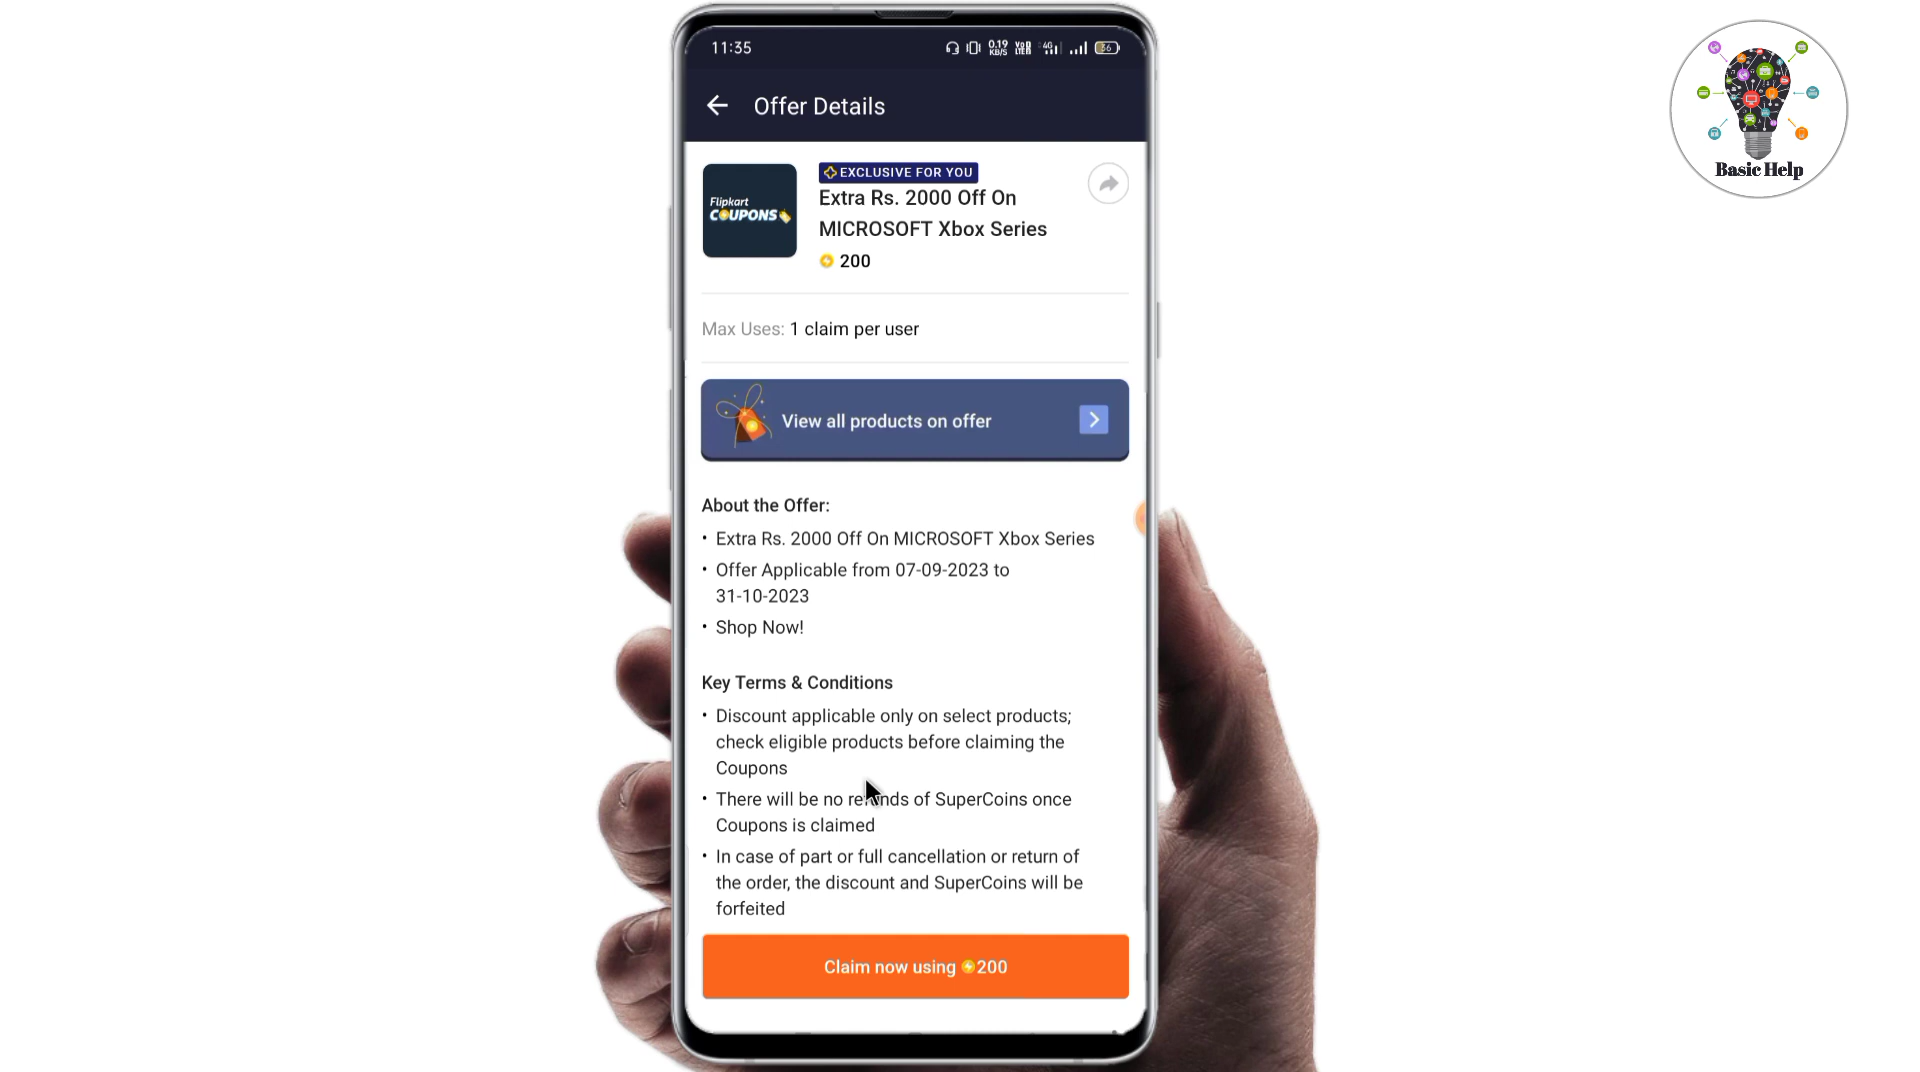 11:35
0.19
KB/S
4G
36
Offer Details
EXCLUSIVE FOR YOU
Flipkart
COUPONS
Extra Rs. 2000 Off On
MICROSOFT Xbox Series
200
Max Uses: 1 claim per user
View all products on offer
About the Offer:
• Extra Rs. 2000 Off On MICROSOFT Xbox Series
• Offer Applicable from 07-09-2023 to
31-10-2023
• Shop Now!
Key Terms & Conditions
• Discount applicable only on select products;
check eligible products before claiming the
Coupons
• There will be no refunds of SuperCoins once
Coupons is claimed
• In case of part or full cancellation or return of
the order, the discount and SuperCoins will be
forfeited
Claim now using 200
Basic Help